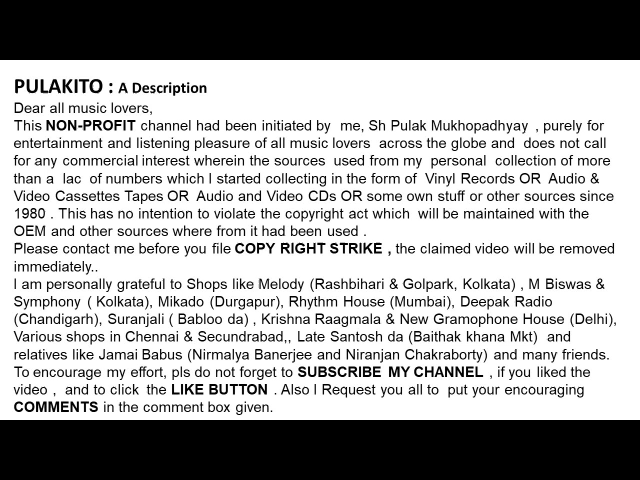 PULAKITO : A Description
Dear all music lovers,
This NON-PROFIT channel had been initiated by me, Sh Pulak Mukhopadhyay , purely for
entertainment and listening pleasure of all music lovers across the globe and does not call
for any commercial interest wherein the sources used from my personal collection of more
than a lac of numbers which I started collecting in the form of Vinyl Records OR Audio &
Video Cassettes Tapes OR Audio and Video CDs OR some own stuff or other sources since
1980 . This has no intention to violate the copyright act which will be maintained with the
OEM and other sources where from it had been used .
Please contact me before you file COPY RIGHT STRIKE , the claimed video will be removed
immediately..
I am personally grateful to Shops like Melody (Rashbihari & Golpark, Kolkata) , M Biswas &
Symphony ( Kolkata), Mikado (Durgapur), Rhythm House (Mumbai), Deepak Radio
(Chandigarh), Suranjali ( Babloo da) , Krishna Raagmala & New Gramophone House (Delhi),
Various shops in Chennai & Secundrabad,, Late Santosh da (Baithak khana Mkt) and
relatives like Jamai Babus (Nirmalya Banerjee and Niranjan Chakraborty) and many friends.
To encourage my effort, pls do not forget to SUBSCRIBE MY CHANNEL , if you liked the
video , and to click the LIKE BUTTON . Also I Request you all to put your encouraging
COMMENTS in the comment box given.